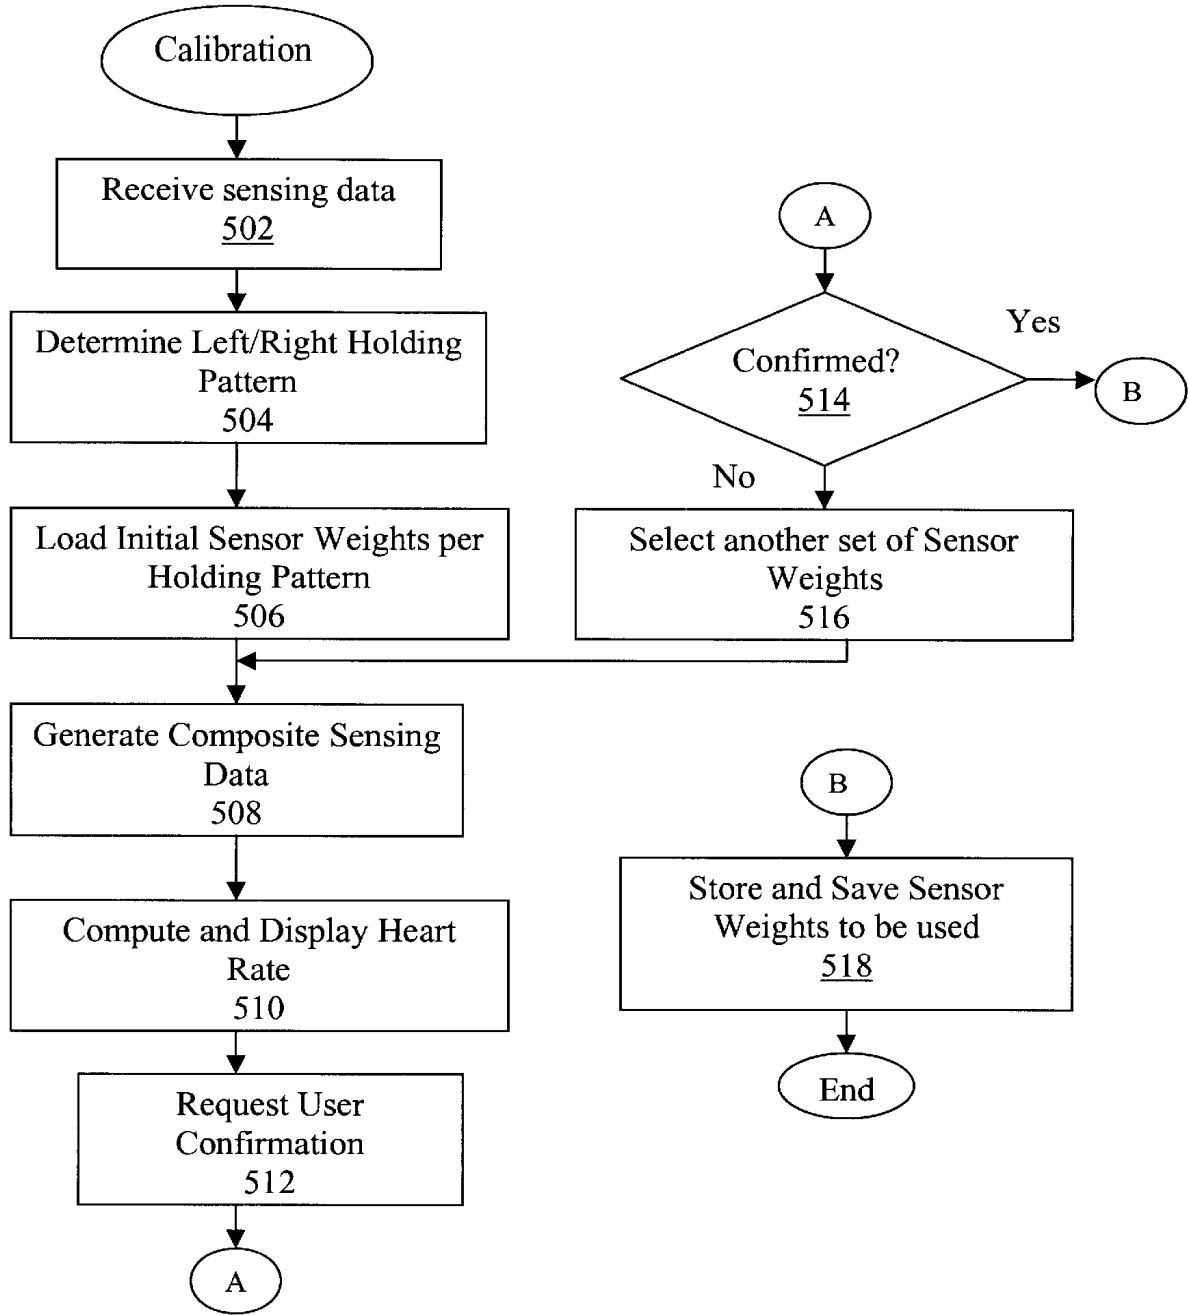 Calibration
Receive sensing data
502
Determine Left/Right Holding
Pattern
504
Load Initial Sensor Weights per
Holding Pattern
506
Generate Composite Sensing
Data
508
Compute and Display Heart
Rate
510
Request User
Confirmation
512
A
A
Confirmed?
514
Yes
B
No
Select another set of Sensor
Weights
516
B
Store and Save Sensor
Weights to be used
518
End